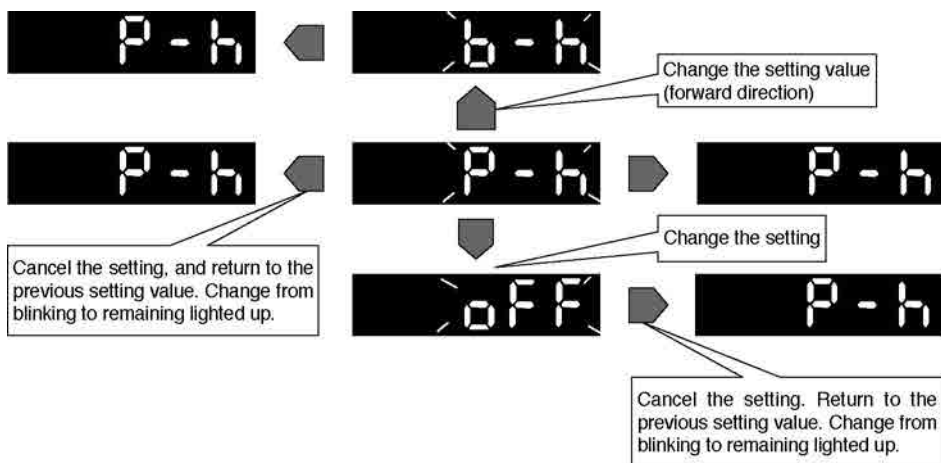 P-h
b-h
Change the setting value
(forward direction)
P-h
P-h
P-h
Change the setting
Cancel the setting, and return to the
previous setting value. Change from
blinking to remaining lighted up.
oFF
P-h
Cancel the setting. Return to the
previous setting value. Change from
blinking to remaining lighted up.